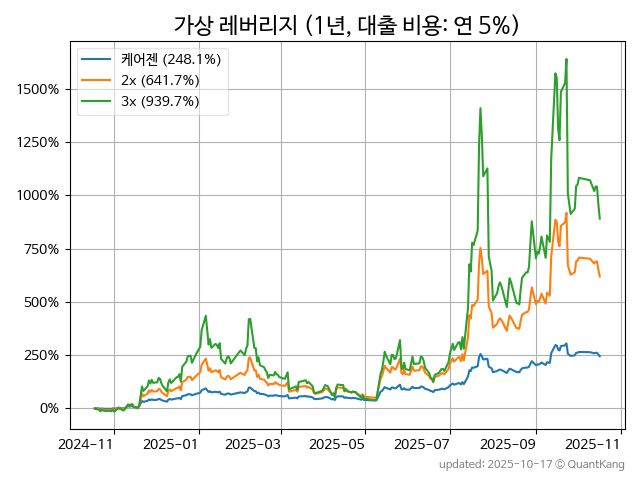 가상 레버리지 (1년, 대출 비용: 연 5%)
케어젠 (248.1%)
2x (641.7%)
3x (939.7%)
1500%
1250%
1000%
750%
500%
250%
0%
2024-11 2025-01 2025-03 2025-05 2025-07 2025-09 2025-11
updated: 2025-10-17 © QuantKang